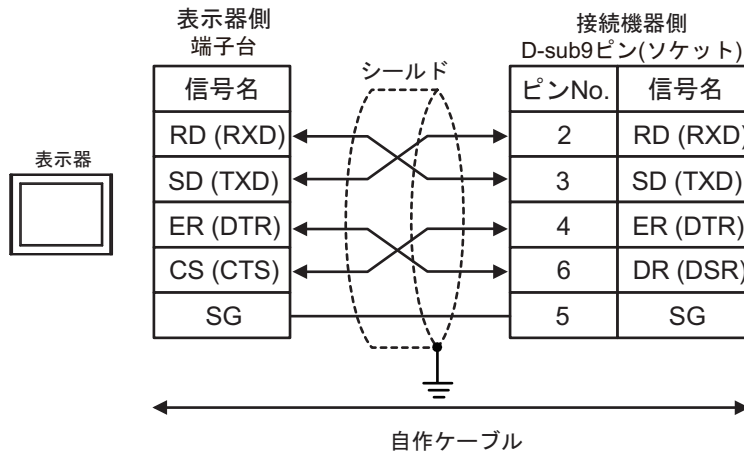 表示器側
端子台
接続機器側
D-sub9ピン(ソケット)
シールド
信号名
ピンNo.
信号名
RD (RXD)
2
RD (RXD)
SD (TXD)
3
SD (TXD)
ER (DTR)
4
ER (DTR)
CS (CTS)
6
DR (DSR)
SG
5
SG
表示器
自作ケーブル